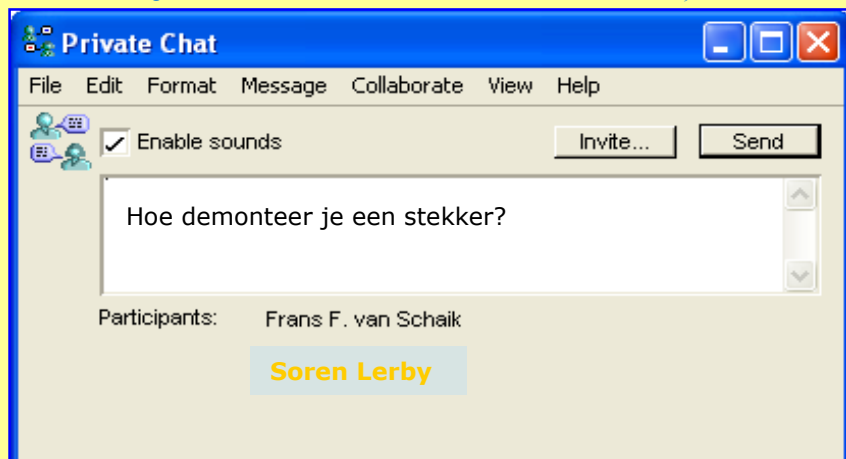 Private Chat
File Edit Format Message Collaborate View Help
Enable sounds Invite... Send
Hoe demonteer je een stekker?
Participants: Frans F. van Schaik
Soren Lerby